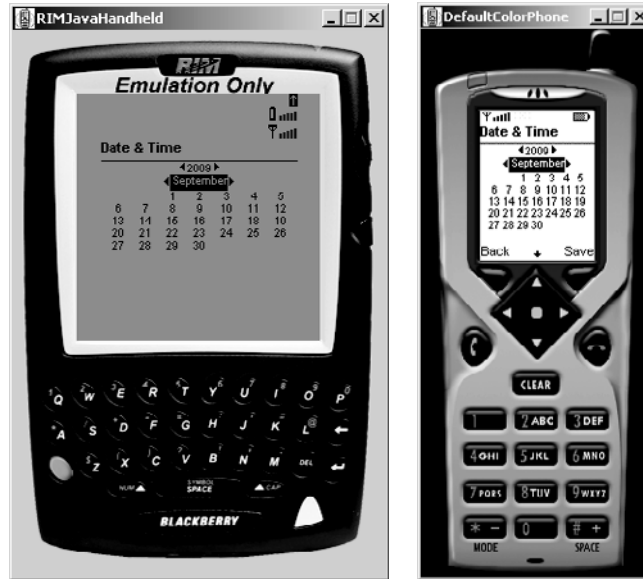 RIMJavaHandheld
RIM
Emulation Only
Date & Time
2009
September
1 2 3 4 5
6 7 8 9 10 11 12
13 14 15 16 17 18 19
20 21 22 23 24 25 26
27 28 29 30
Q W E R T Y U I O P
A S D F G H J K L
Z X C V B N M DEL
NUM SYMBOL SPACE CAP
BLACKBERRY
DefaultColorPhone
Date & Time
2009
September
1 2 3 4 5
6 7 8 9 10 11 12
13 14 15 16 17 18 19
20 21 22 23 24 25 26
27 28 29 30
Back Save
CLEAR
1 2 ABC 3 DEF
4 GHI 5 JKL 6 MNO
7 PQRS 8 TUV 9 WXYZ
* - 0 # +
MODE SPACE